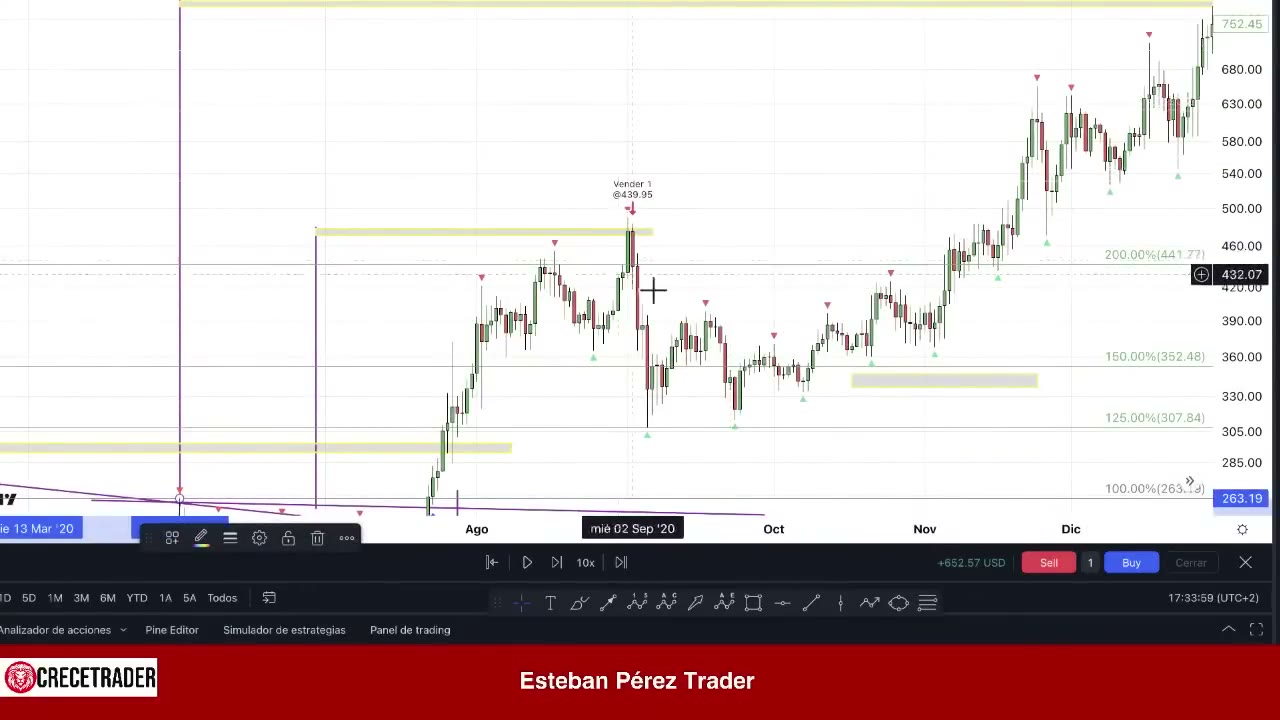 752.45
680.00
630.00
580.00
540.00
Vender 1
@439.95
500.00
460.00
200.00%(441.77)
432.07
420.00
390.00
150.00%(352.48)
360.00
330.00
125.00%(307.84)
305.00
285.00
100.00%(263.19)
263.19
ie 13 Mar '20
Ago
mié 02 Sep '20
Oct
Nov
Dic
10x
+652.57 USD
Sell
1
Buy
Cerrar
1D 5D 1M 3M 6M YTD 1A 5A Todos
17:33:59 (UTC+2)
Analizador de acciones
Pine Editor
Simulador de estrategias
Panel de trading
CRECETRADER
Esteban Pérez Trader